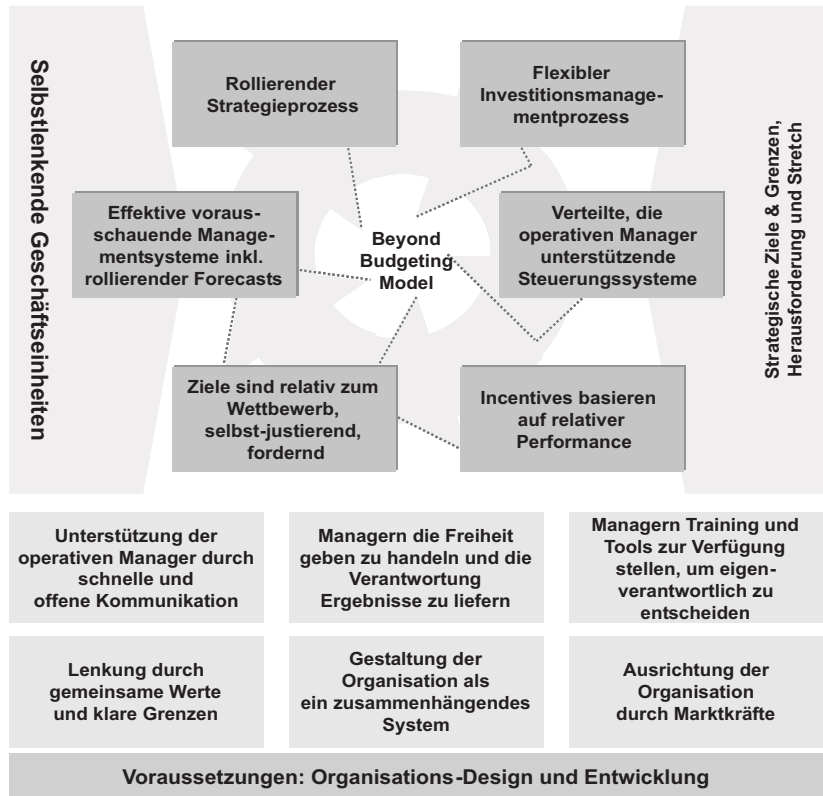 Selbstlenkende Geschäftseinheiten
Rollierender
Strategieprozess
Flexibler
Investitionsmanage-
mentprozess
Effektive voraus-
schauende Manage-
mentsysteme inkl.
rollierender Forecasts
Beyond
Budgeting
Model
Verteilte, die
operativen Manager
unterstützende
Steuerungssysteme
Ziele sind relativ zum
Wettbewerb,
selbst-justierend,
fordernd
Incentives basieren
auf relativer
Performance
Strategische Ziele & Grenzen,
Herausforderung und Stretch
Unterstützung der
operativen Manager durch
schnelle und
offene Kommunikation
Managern die Freiheit
geben zu handeln und die
Verantwortung
Ergebnisse zu liefern
Managern Training und
Tools zur Verfügung
stellen, um eigen-
verantwortlich zu
entscheiden
Lenkung durch
gemeinsame Werte
und klare Grenzen
Gestaltung der
Organisation als
ein zusammenhängendes
System
Ausrichtung der
Organisation
durch Marktkräfte
Voraussetzungen: Organisations-Design und Entwicklung